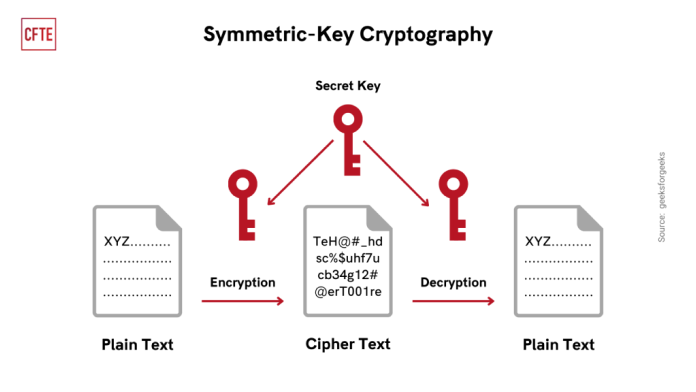 CFTE
Symmetric-Key Cryptography
Secret Key
XYZ..........
.................
.................
.................
TeH@#_hd
sc%$uhf7u
cb34g12#
@erT001re
XYZ..........
.................
.................
.................
Encryption
Decryption
Plain Text
Cipher Text
Plain Text
Source: geeksforgeeks